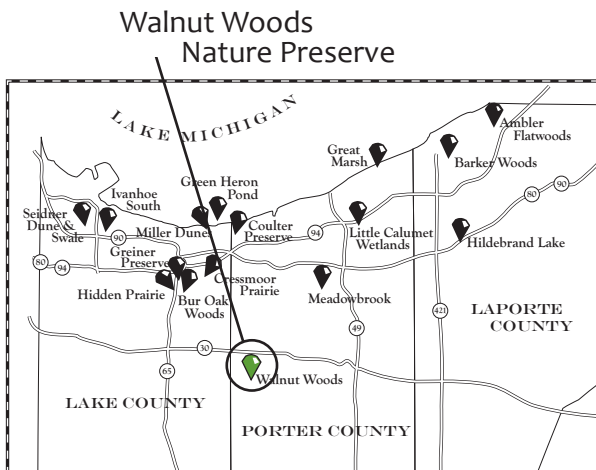 Walnut Woods
Nature Preserve
LAKE MICHIGAN
Ambler
Flatwoods
Great
Marsh
Barker Woods
Green Heron
Pond
Ivanhoe
South
Seidner
Dune &
Swale
Miller Dunes
Coulter
Preserve
Little Calumet
Wetlands
Hildebrand Lake
80
90
94
90
Greiner
Preserve
80
94
Cressmoor
Prairie
Hidden Prairie
Bur Oak
Woods
Meadowbrook
LAPORTE
COUNTY
421
49
30
65
Walnut Woods
LAKE COUNTY
PORTER COUNTY